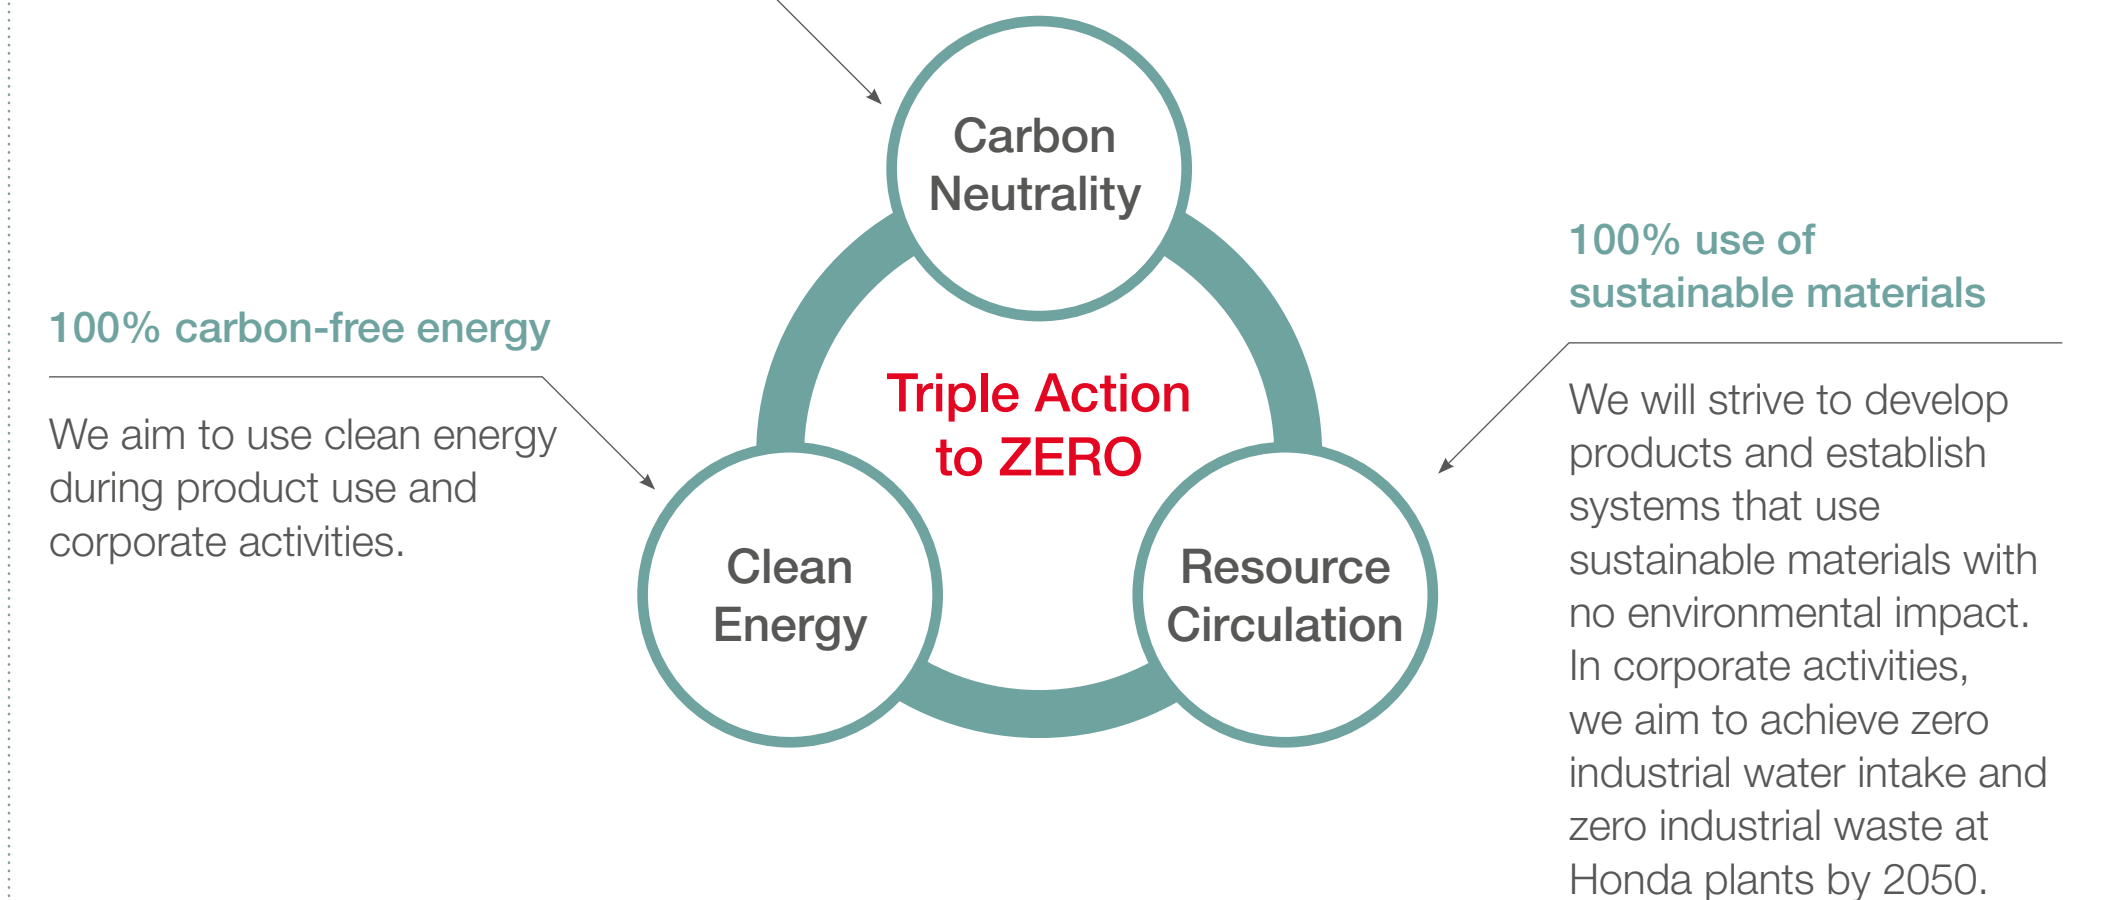 Carbon
Neutrality
100% carbon-free energy
We aim to use clean energy
during product use and
corporate activities.
Triple Action
to ZERO
Clean
Energy
Resource
Circulation
100% use of
sustainable materials
We will strive to develop
products and establish
systems that use
sustainable materials with
no environmental impact.
In corporate activities,
we aim to achieve zero
industrial water intake and
zero industrial waste at
Honda plants by 2050.